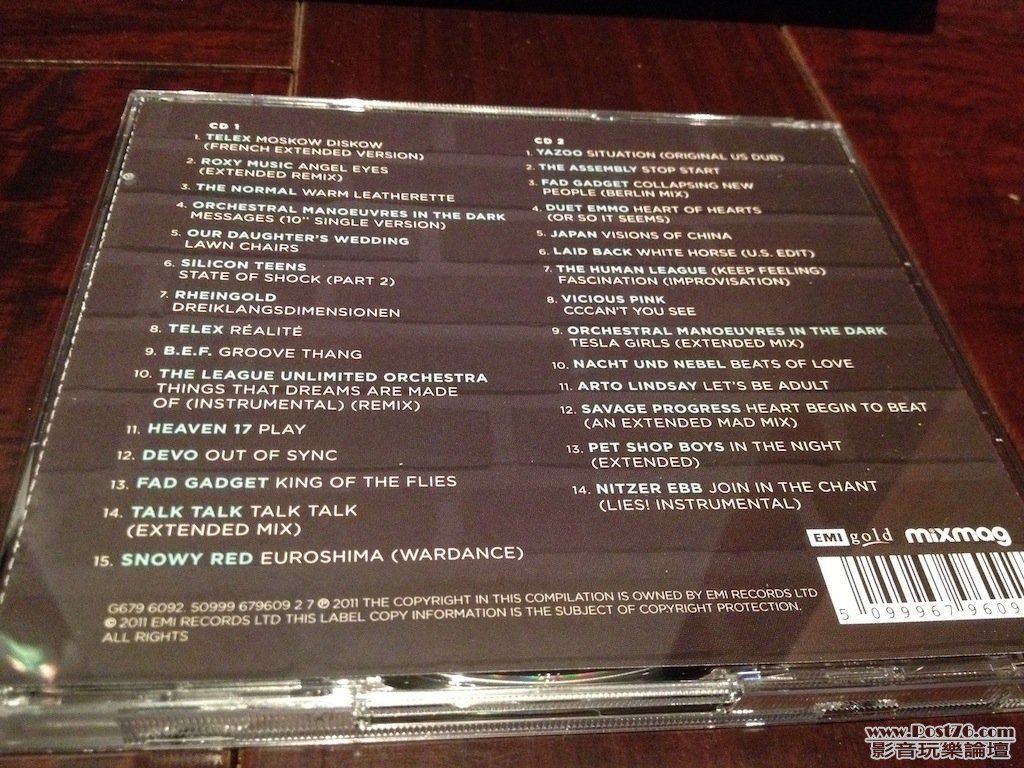 CD 1
1. TELEX MOSKOW DISKOW
(FRENCH EXTENDED VERSION)
2. ROXY MUSIC ANGEL EYES
(EXTENDED REMIX)
3. THE NORMAL WARM LEATHERETTE
4. ORCHESTRAL MANOEUVRES IN THE DARK
MESSAGES (10" SINGLE VERSION)
5. OUR DAUGHTER'S WEDDING
LAWN CHAIRS
6. SILICON TEENS
STATE OF SHOCK (PART 2)
7. RHEINGOLD
DREIKLANGSDIMENSIONEN
8. TELEX RÉALITÉ
9. B.E.F. GROOVE THANG
10. THE LEAGUE UNLIMITED ORCHESTRA
THINGS THAT DREAMS ARE MADE
OF (INSTRUMENTAL) (REMIX)
11. HEAVEN 17 PLAY
12. DEVO OUT OF SYNC
13. FAD GADGET KING OF THE FLIES
14. TALK TALK TALK TALK
(EXTENDED MIX)
15. SNOWY RED EUROSHIMA (WARDANCE)
CD 2
1. YAZOO SITUATION (ORIGINAL US DUB)
2. THE ASSEMBLY STOP START
3. FAD GADGET COLLAPSING NEW
PEOPLE (BERLIN MIX)
4. DUET EMMO HEART OF HEARTS
(OR SO IT SEEMS)
5. JAPAN VISIONS OF CHINA
6. LAID BACK WHITE HORSE (U.S. EDIT)
7. THE HUMAN LEAGUE (KEEP FEELING)
FASCINATION (IMPROVISATION)
8. VICIOUS PINK
CCCAN'T YOU SEE
9. ORCHESTRAL MANOEUVRES IN THE DARK
TESLA GIRLS (EXTENDED MIX)
10. NACHT UND NEBEL BEATS OF LOVE
11. ARTO LINDSAY LET'S BE ADULT
12. SAVAGE PROGRESS HEART BEGIN TO BEAT
(AN EXTENDED MAD MIX)
13. PET SHOP BOYS IN THE NIGHT
(EXTENDED)
14. NITZER EBB JOIN IN THE CHANT
(LIES! INSTRUMENTAL)
EMI gold mixmag
5 099967 9609
G679 6092. 50999 679609 2 7 ℗ 2011 THE COPYRIGHT IN THIS COMPILATION IS OWNED BY EMI RECORDS LTD
© 2011 EMI RECORDS LTD THIS LABEL COPY INFORMATION IS THE SUBJECT OF COPYRIGHT PROTECTION.
ALL RIGHTS
www.Post76.com
影音玩樂論壇